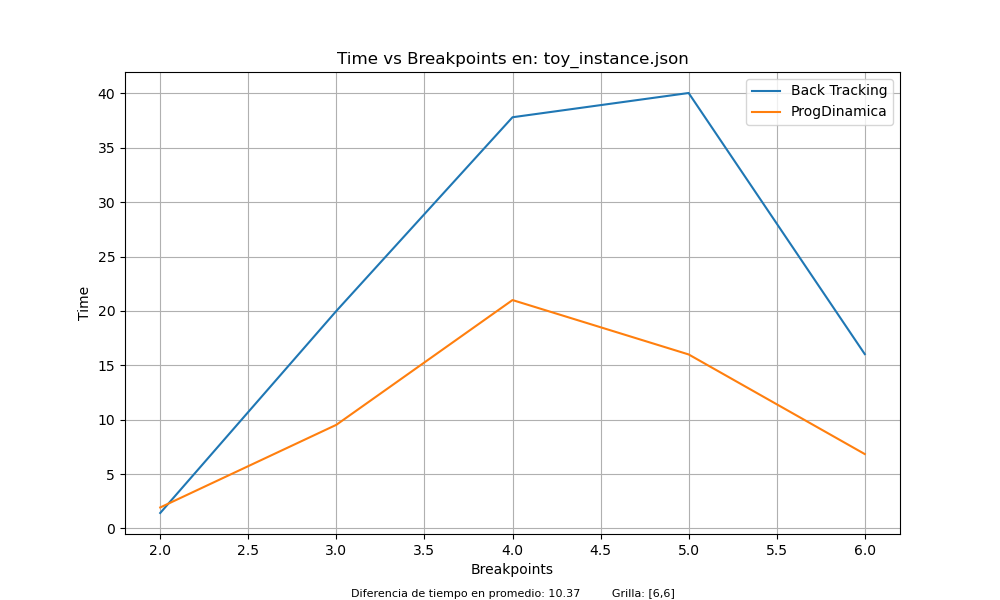 Time vs Breakpoints en: toy_instance.json
Back Tracking
ProgDinamica
40
35
30
25
20
15
10
5
0
Time
2.0 2.5 3.0 3.5 4.0 4.5 5.0 5.5 6.0
Breakpoints
Diferencia de tiempo en promedio: 10.37 Grilla: [6,6]